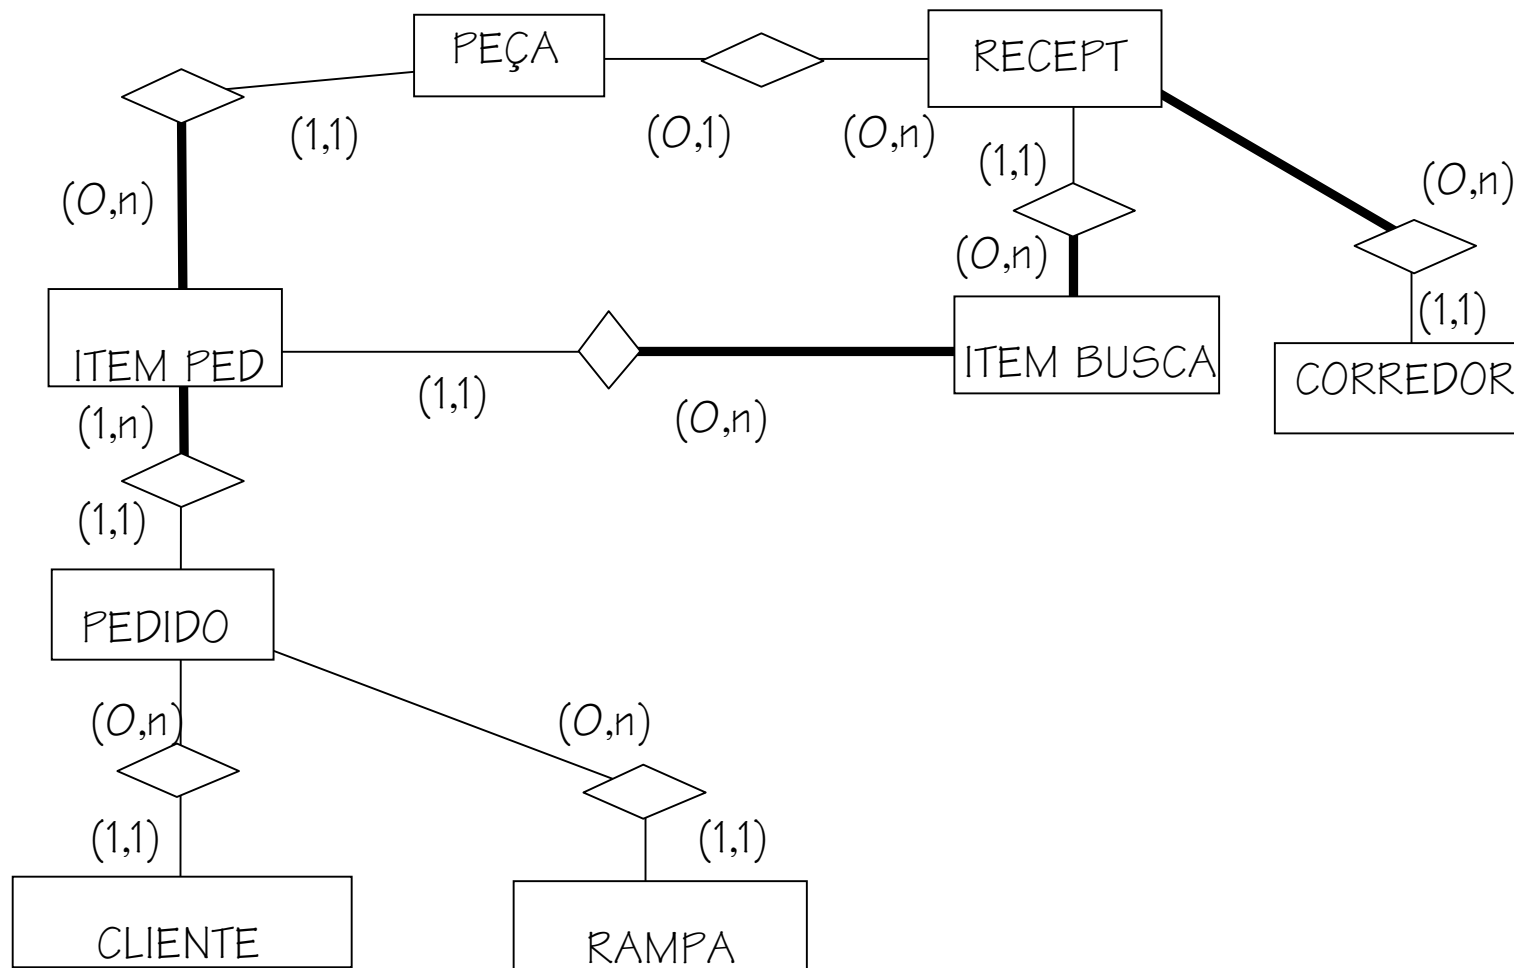 PEÇA
RECEPT
(1,1)
(0,1)
(0,n)
(1,1)
(0,n)
(0,n)
(0,n)
ITEM PED
ITEM BUSCA
(1,1)
CORREDOR
(1,n)
(1,1)
(0,n)
(1,1)
PEDIDO
(0,n)
(0,n)
(1,1)
(1,1)
CLIENTE
RAMPA